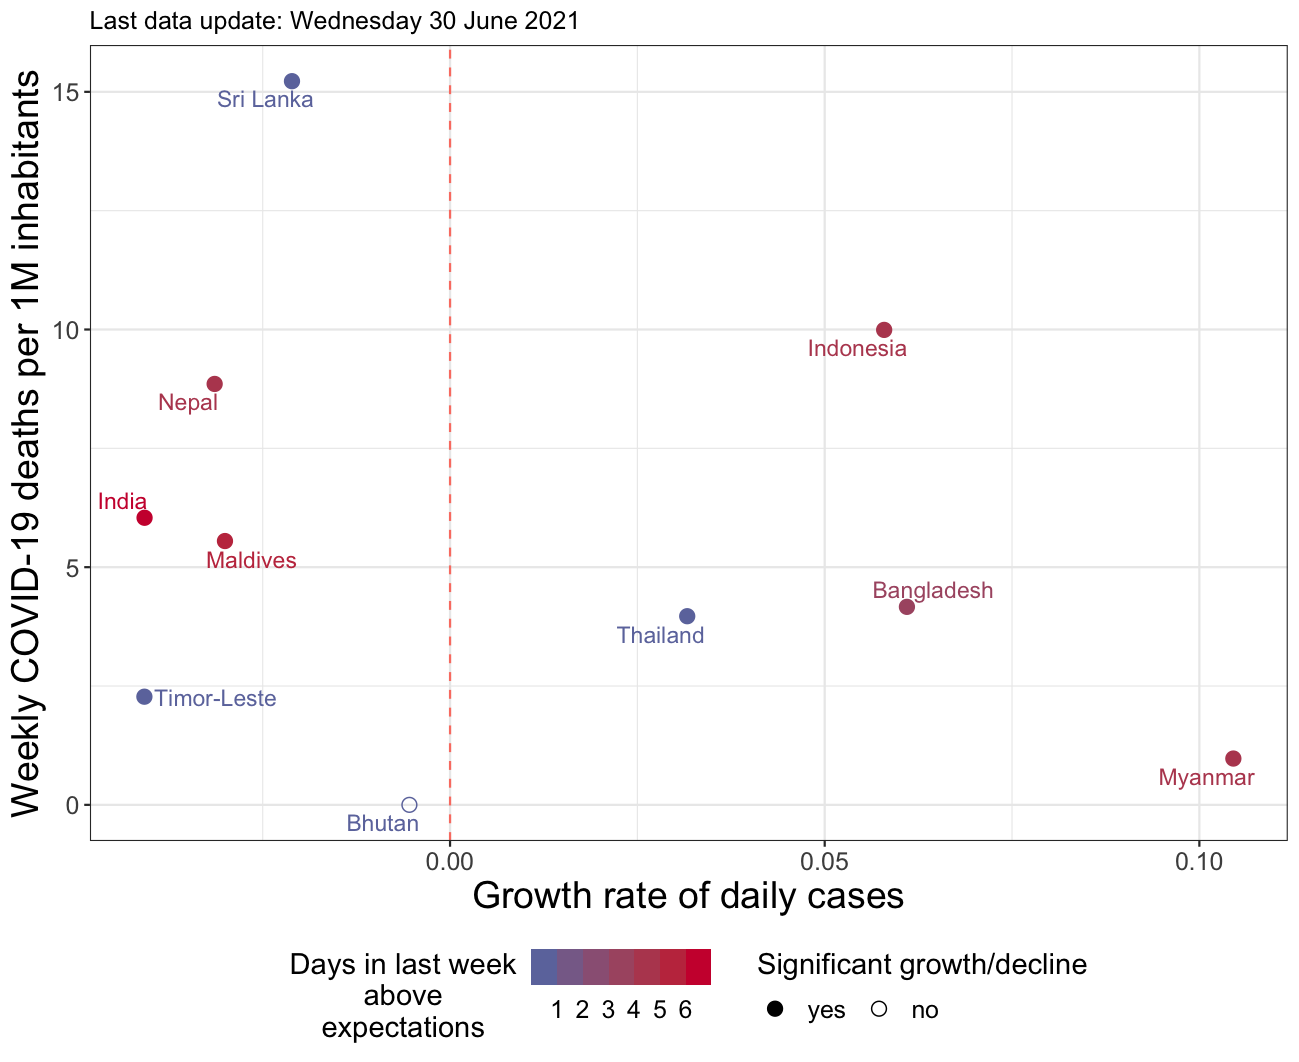 Last data update: Wednesday 30 June 2021
Weekly COVID-19 deaths per 1M inhabitants
15
10
5
0
Sri Lanka
Indonesia
Nepal
India
Maldives
Bangladesh
Thailand
Timor-Leste
Myanmar
Bhutan
0.00 0.05 0.10
Growth rate of daily cases
Days in last week
above
expectations
1 2 3 4 5 6
Significant growth/decline
yes no